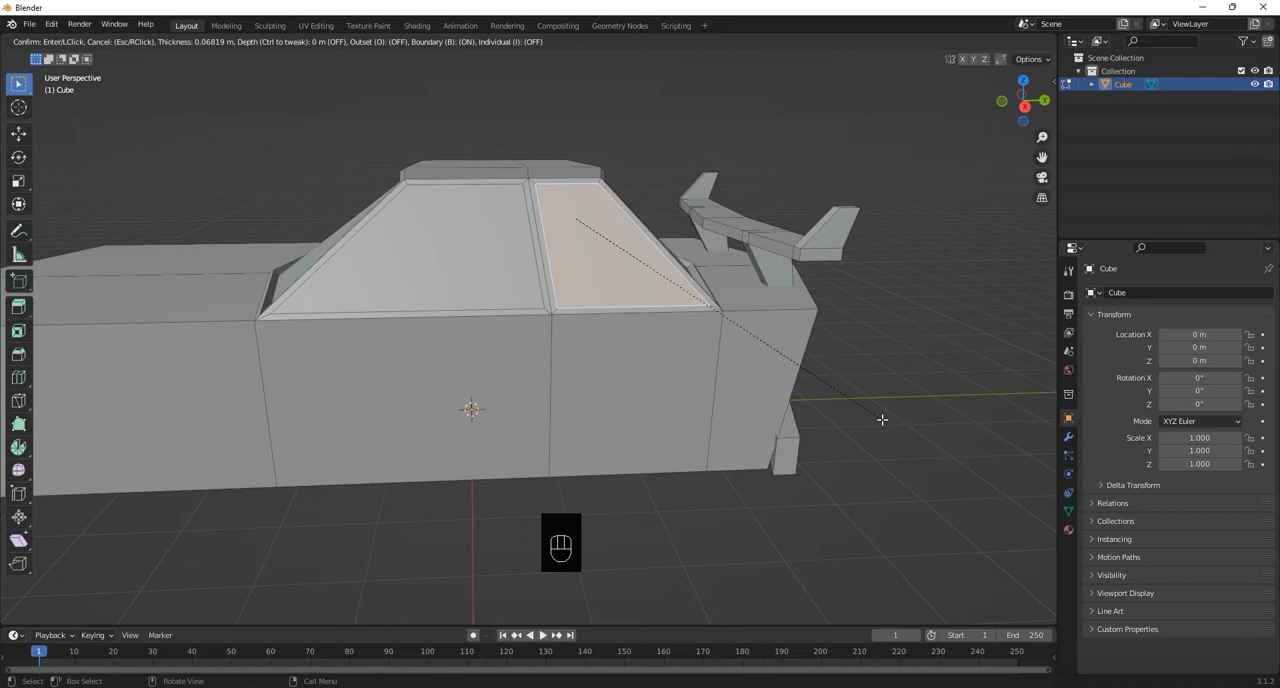 Blender
File Edit Render Window Help Layout Modeling Sculpting UV Editing Texture Paint Shading Animation Rendering Compositing Geometry Nodes Scripting + Scene ViewLayer
Confirm: Enter/LClick, Cancel: (Esc/RClick), Thickness: 0.06819 m, Depth (Ctrl to tweak): 0 m (OFF), Outset (O): (OFF), Boundary (B): (ON), Individual (I): (OFF)
X Y Z Options
User Perspective
(1) Cube
Z
Y
X
Scene Collection
Collection
Cube
Cube
Cube
Transform
Location X 0 m
Y 0 m
Z 0 m
Rotation X 0°
Y 0°
Z 0°
Mode XYZ Euler
Scale X 1.000
Y 1.000
Z 1.000
Delta Transform
Relations
Collections
Instancing
Motion Paths
Visibility
Viewport Display
Line Art
Custom Properties
Playback Keying View Marker 1 Start 1 End 250
1 10 20 30 40 50 60 70 80 90 100 110 120 130 140 150 160 170 180 190 200 210 220 230 240 250
Select Box Select Rotate View Call Menu 3.1.2